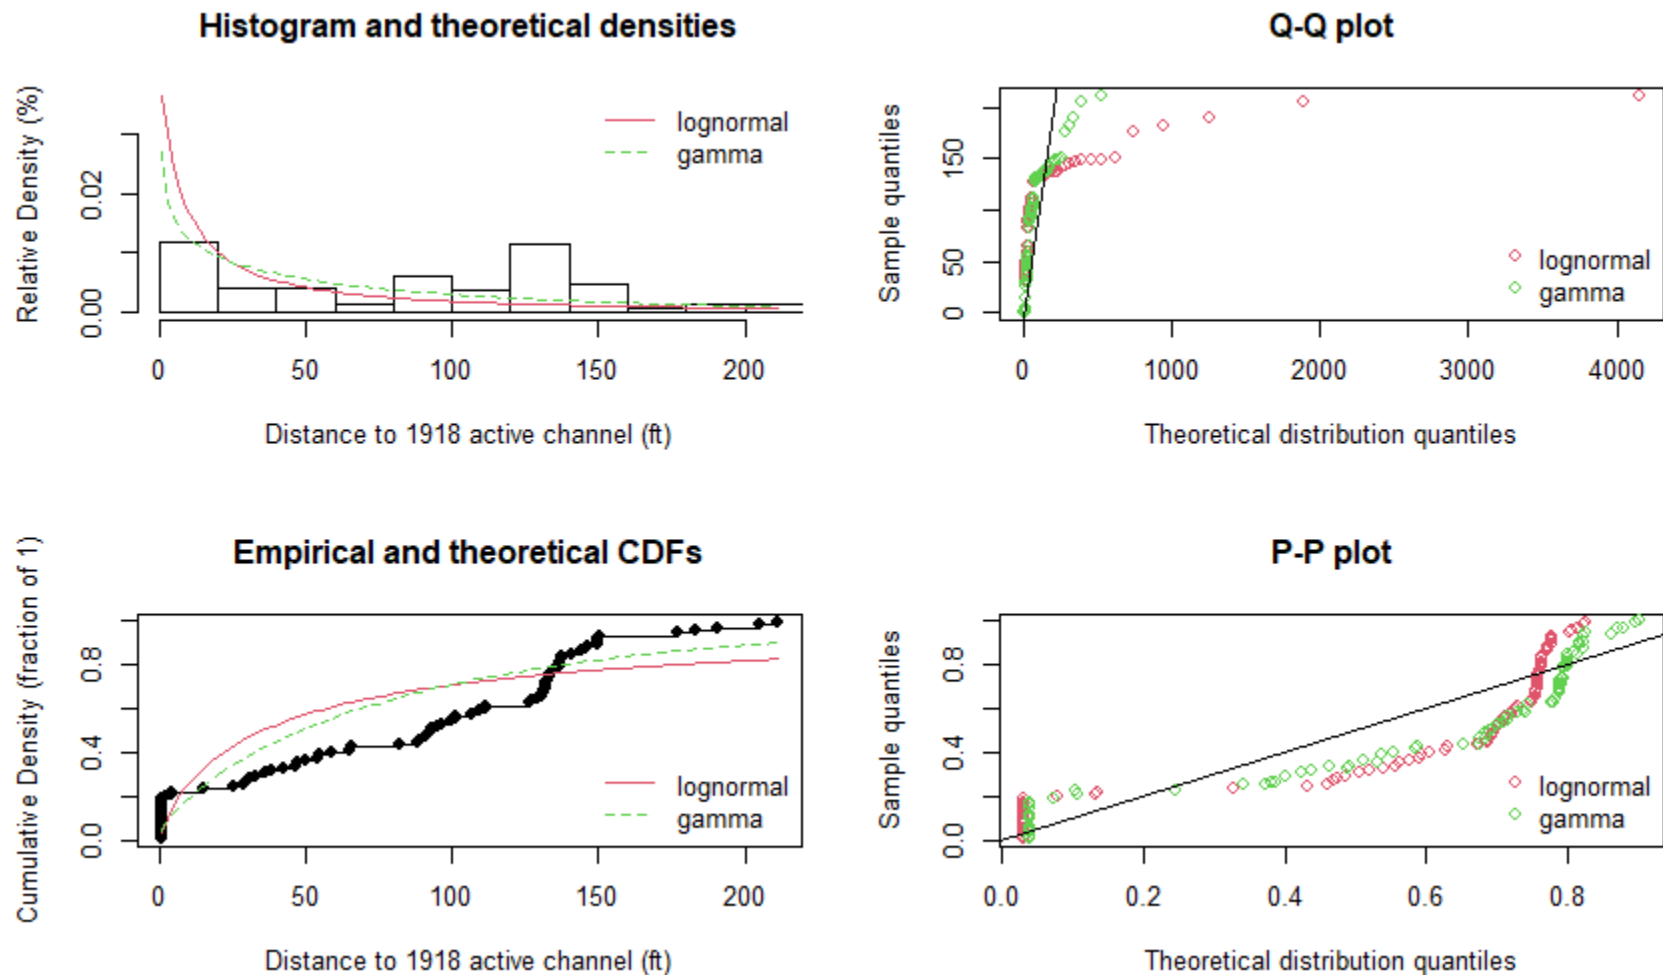 Histogram and theoretical densities
Relative Density (%)
0.00 0.02
lognormal
gamma
0 50 100 150 200
Distance to 1918 active channel (ft)
Q-Q plot
Sample quantiles
0 50 150
lognormal
gamma
0 1000 2000 3000 4000
Theoretical distribution quantiles
Empirical and theoretical CDFs
Cumulative Density (fraction of 1)
0.0 0.4 0.8
lognormal
gamma
0 50 100 150 200
Distance to 1918 active channel (ft)
P-P plot
Sample quantiles
0.0 0.4 0.8
lognormal
gamma
0.0 0.2 0.4 0.6 0.8
Theoretical distribution quantiles